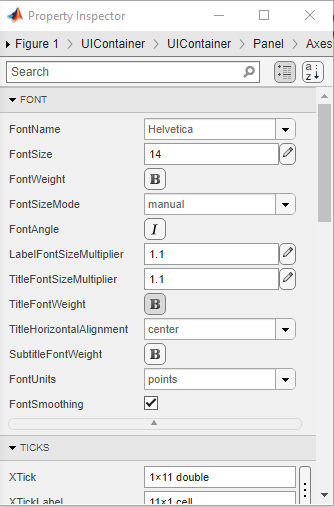 Property Inspector
Figure 1 UIContainer UIContainer Panel Axes
Search
FONT
FontName Helvetica
FontSize 14
FontWeight B
FontSizeMode manual
FontAngle I
LabelFontSizeMultiplier 1.1
TitleFontSizeMultiplier 1.1
TitleFontWeight B
TitleHorizontalAlignment center
SubtitleFontWeight B
FontUnits points
FontSmoothing
TICKS
XTick 1×11 double
XTickLabel 11×1 cell